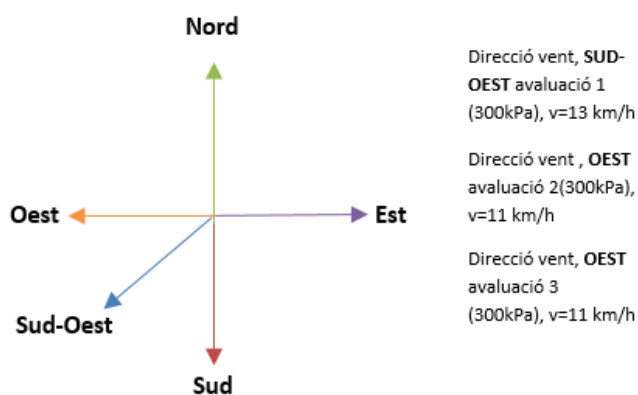 Nord
Oest
Est
Sud-Oest
Sud
Direcció vent, SUD-
OEST avaluació 1
(300kPa), v=13 km/h
Direcció vent , OEST
avaluació 2(300kPa),
v=11 km/h
Direcció vent, OEST
avaluació 3
(300kPa), v=11 km/h